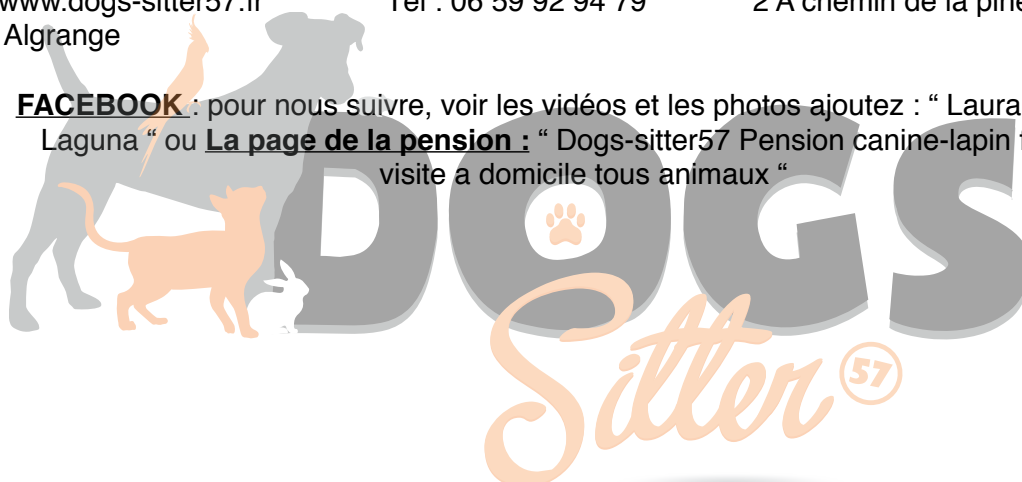 www.dogs-sitter57.fr Tel : 06 59 92 94 79 2 A chemin de la
Algrange
FACEBOOK : pour nous suivre, voir les vidéos et les photos ajoutez : “ Laura
Laguna “ ou La page de la pension : “ Dogs-sitter57 Pension canine-lapin
visite a domicile tous animaux “
DOGS
Sitter 57